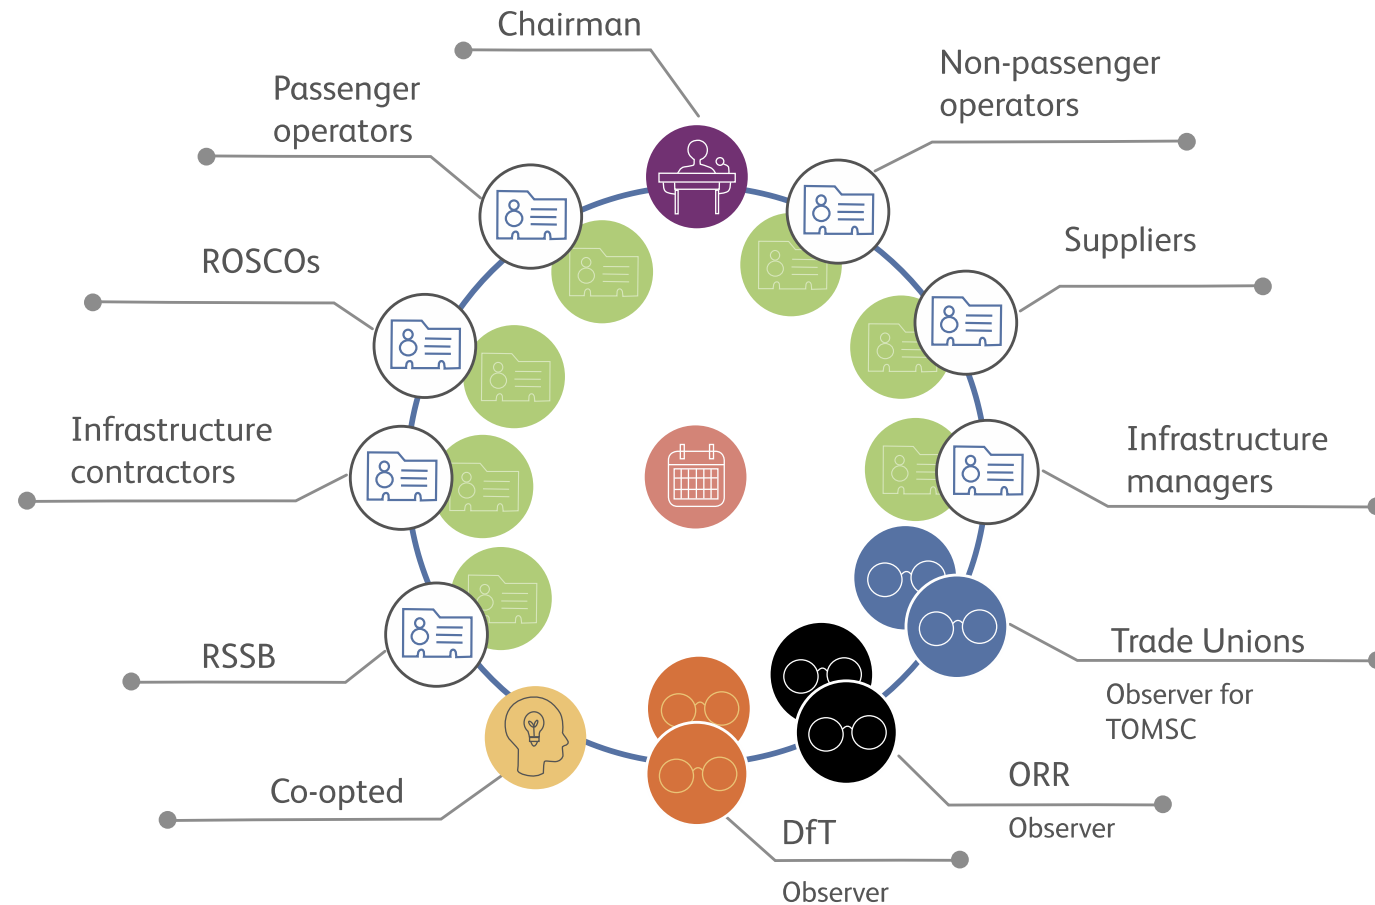 Chairman
Non-passenger
operators
Passenger
operators
Suppliers
ROSCOs
Infrastructure
contractors
Infrastructure
managers
RSSB
Trade Unions
Observer for
TOMSC
Co-opted
ORR
Observer
DfT
Observer